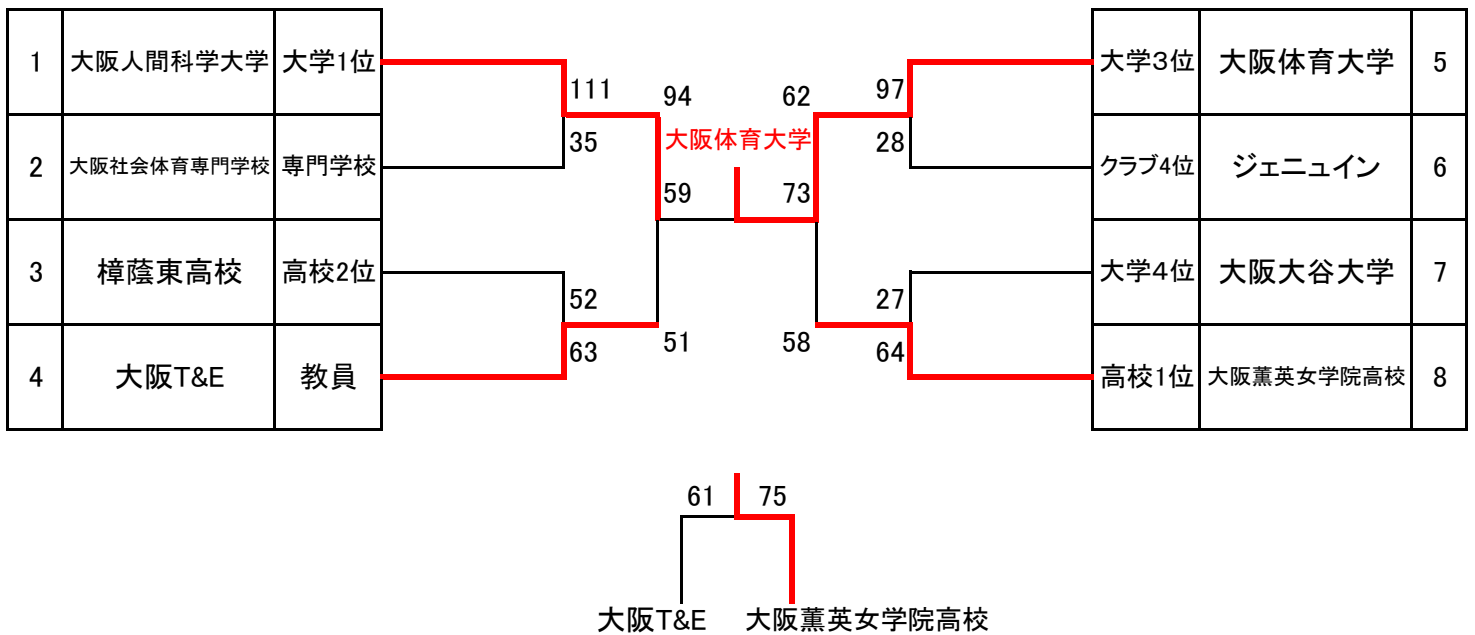 1 大阪人間科学大学 大学1位
2 大阪社会体育専門学校 専門学校
3 樟蔭東高校 高校2位
4 大阪T&E 教員
111
35
52
63
94
59
51
大阪体育大学
62
73
58
97
28
27
64
大学3位 大阪体育大学 5
クラブ4位 ジェニュイン 6
大学4位 大阪大谷大学 7
高校1位 大阪薫英女学院高校 8
61 75
大阪T&E 大阪薫英女学院高校